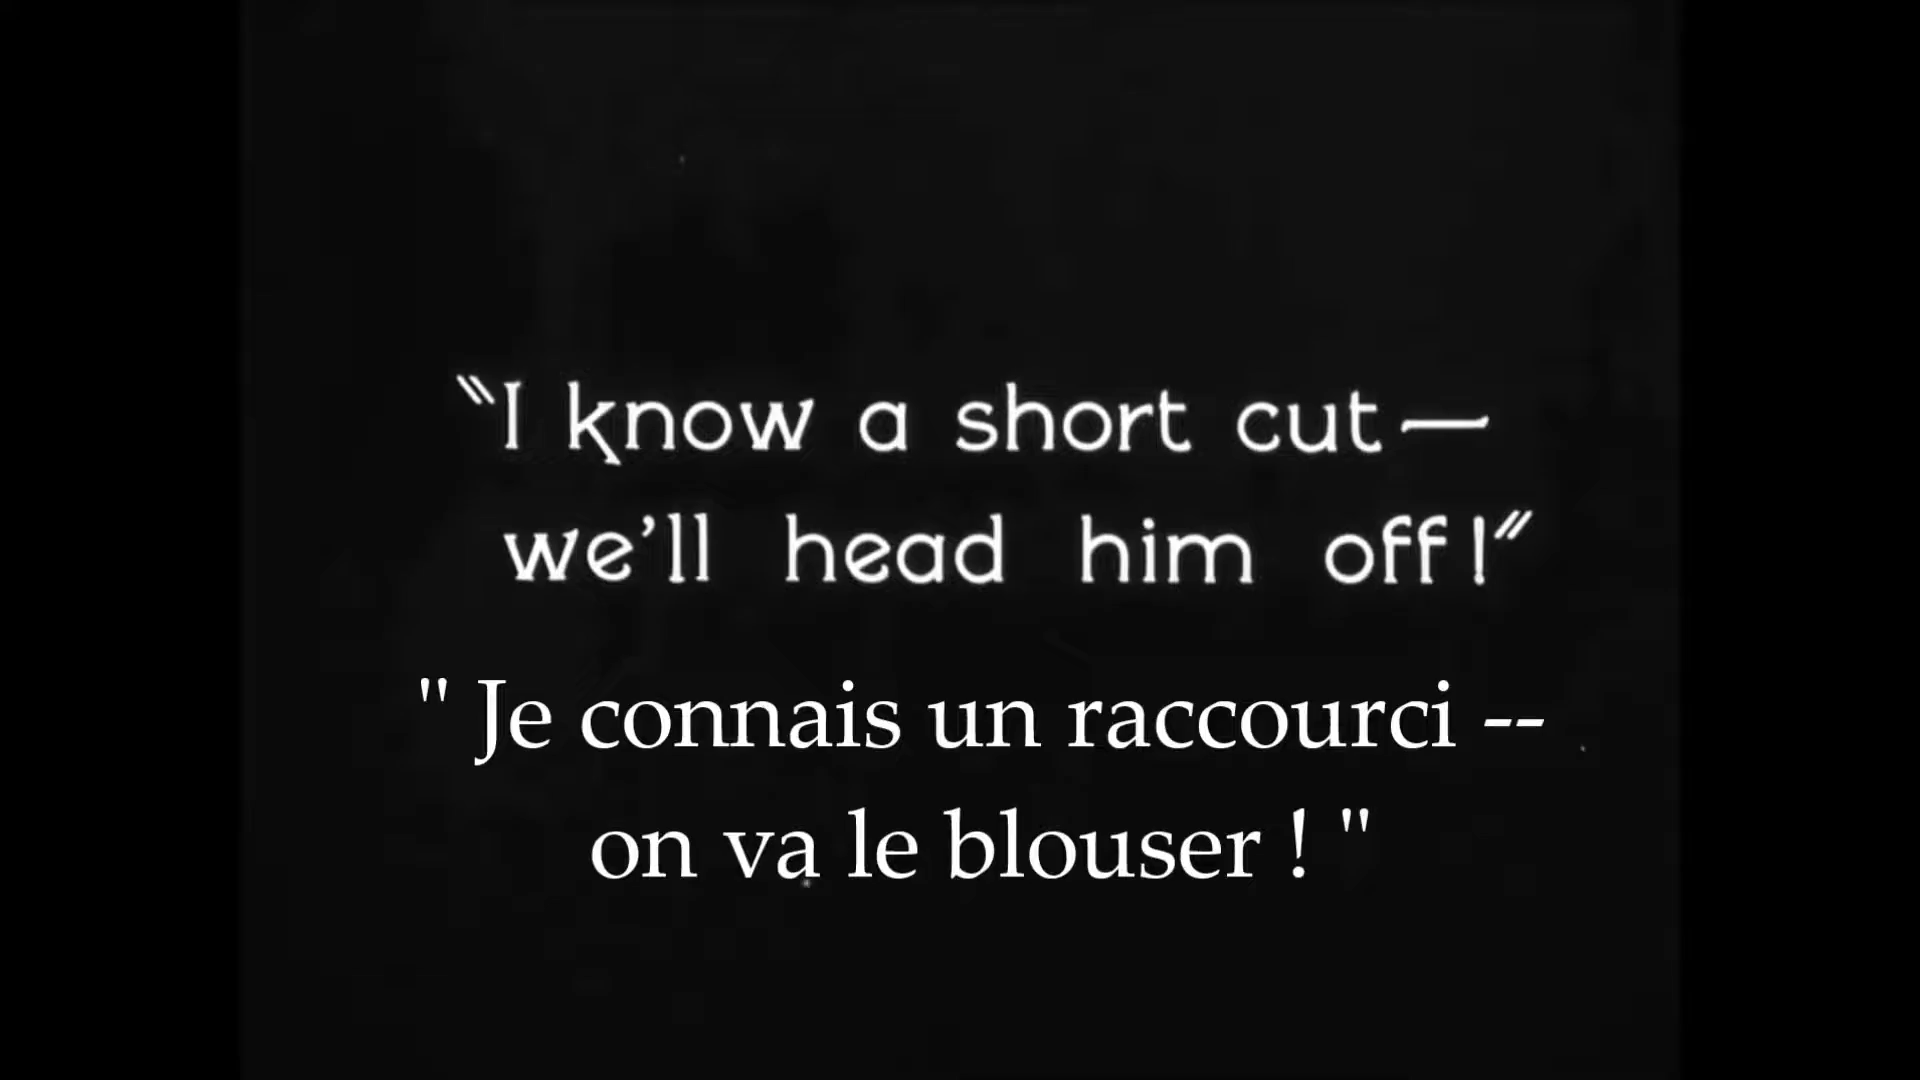 “I know a short cut—
we’ll head him off!”
" Je connais un raccourci --
on va le blouser ! "